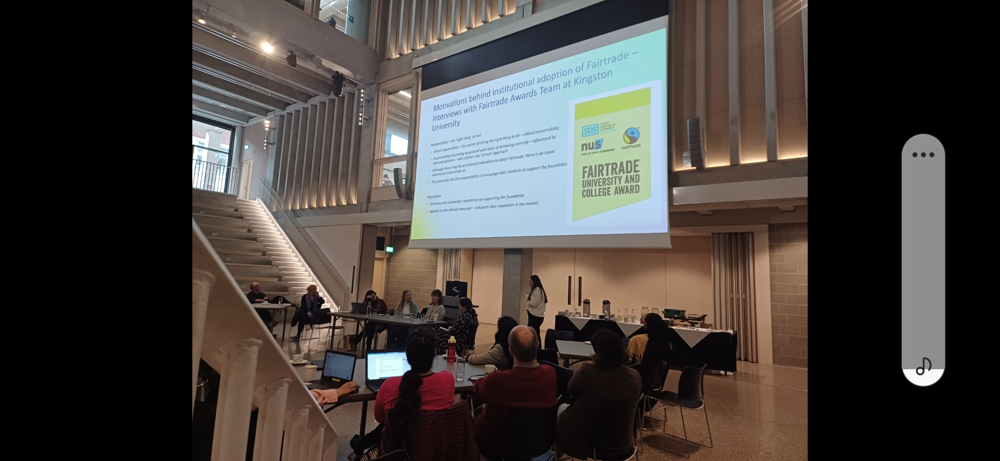 Motivations behind institutional adoption of Fairtrade –
Interviews with Fairtrade Awards Team at Kingston
University
Responsibility – the 'right thing' to do?
• Moral responsibility – the notion of being the right thing to do – ethical responsibility
• Responsibility becoming associated with ideas of behaving correctly – influenced by
external opinions – who defines this 'correct' approach
• Although there may be an internal motivation to adopt Fairtrade, there is an equal
external pressure to do so.
• The university has the responsibility to encourage their students to support the foundation
Reputation
• Enhances the university's reputation by supporting the foundation
• Appeals to the ethical consumer – enhances their reputation in the market
SOS
STUDENTS
ORGANISING FOR
SUSTAINABILITY
nus
national union of students
FAIRTRADE
FAIRTRADE
UNIVERSITY AND
COLLEGE AWARD